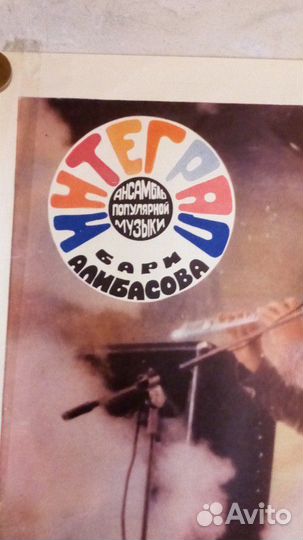 ИНТЕГРАЛ
АНСАМБЛЬ
ПОПУЛЯРНОЙ
МУЗЫКИ
БАРИ
АЛИБАСОВА
Avito